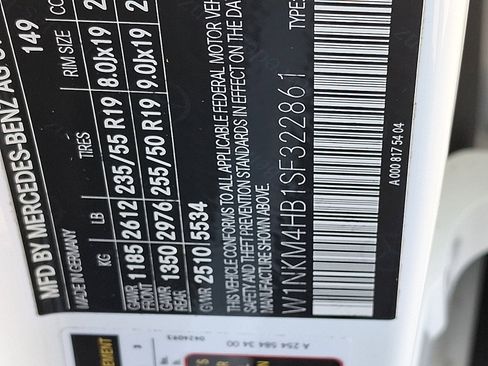 149
MFD BY MERCEDES-BENZ AG
MADE IN GERMANY
TIRES
RIM SIZE
KG
LB
GAWR FRONT 1185 2612 235/55 R19 8.0Jx19
GAWR REAR 1350 2976 255/50 R19 9.0Jx19
GVWR 2510 5534
THIS VEHICLE CONFORMS TO ALL APPLICABLE FEDERAL MOTOR VEH
SAFETY AND THEFT PREVENTION STANDARDS IN EFFECT ON THE DA
MANUFACTURE SHOWN ABOVE.
W1NKM4HB1SF322861
TYPE:
A 000 817 54 04
A 254 584 34 00